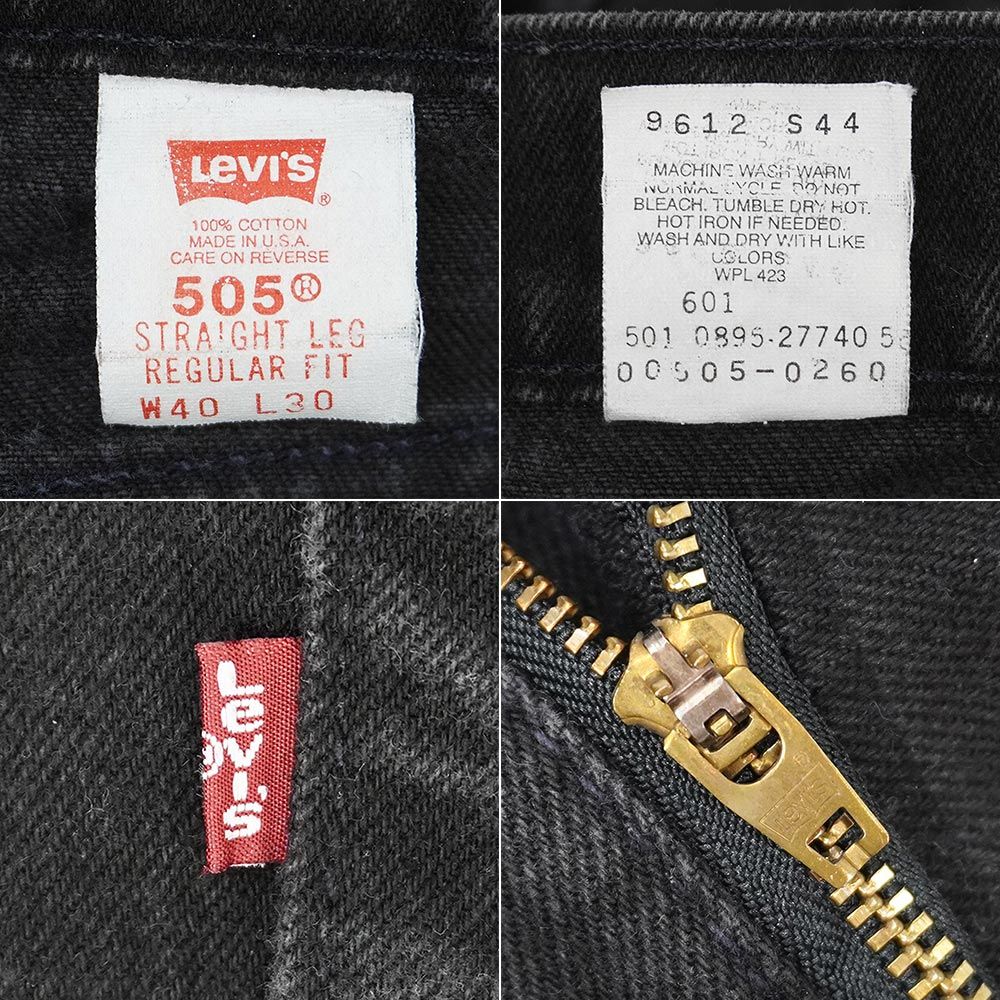 LEVI'S ®
100% COTTON
MADE IN U.S.A.
CARE ON REVERSE
505®
STRAIGHT LEG
REGULAR FIT
W40 L30
9612 S44
MACHINE WASH WARM
NORMAL CYCLE. DO NOT
BLEACH. TUMBLE DRY HOT.
HOT IRON IF NEEDED.
WASH AND DRY WITH LIKE
COLORS
WPL 423
601
501 0895-27740
00505-0260
LeVI'S ®
Levi's